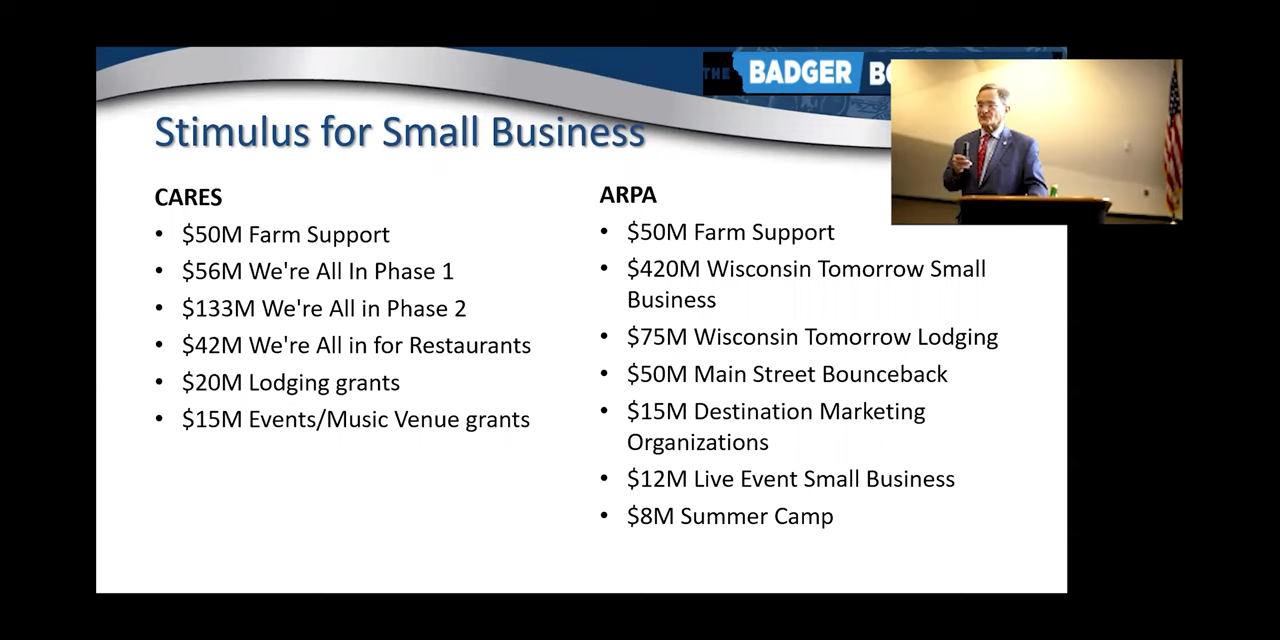 THE BADGER
Stimulus for Small Business
CARES
• $50M Farm Support
• $56M We're All In Phase 1
• $133M We're All in Phase 2
• $42M We're All in for Restaurants
• $20M Lodging grants
• $15M Events/Music Venue grants
ARPA
• $50M Farm Support
• $420M Wisconsin Tomorrow Small
Business
• $75M Wisconsin Tomorrow Lodging
• $50M Main Street Bounceback
• $15M Destination Marketing
Organizations
• $12M Live Event Small Business
• $8M Summer Camp